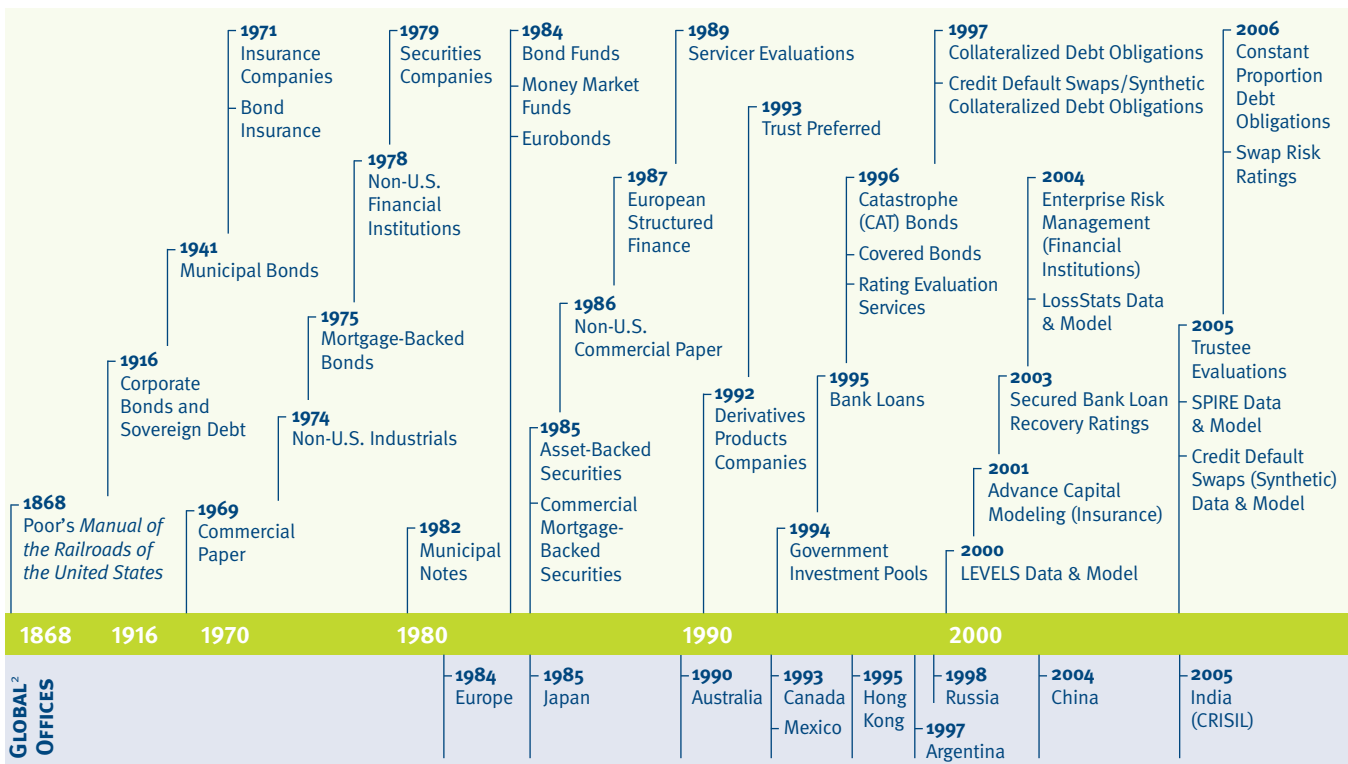 1868
Poor's Manual of
the Railroads of
the United States
1916
Corporate
Bonds and
Sovereign Debt
1941
Municipal Bonds
1969
Commercial
Paper
1971
Insurance
Companies
Bond
Insurance
1974
Non-U.S. Industrials
1975
Mortgage-Backed
Bonds
1978
Non-U.S.
Financial
Institutions
1979
Securities
Companies
1982
Municipal
Notes
1984
Bond Funds
Money Market
Funds
Eurobonds
1985
Asset-Backed
Securities
Commercial
Mortgage-
Backed
Securities
1986
Non-U.S.
Commercial Paper
1987
European
Structured
Finance
1989
Servicer Evaluations
1992
Derivatives
Products
Companies
1993
Trust Preferred
1994
Government
Investment Pools
1995
Bank Loans
1996
Catastrophe
(CAT) Bonds
Covered Bonds
Rating Evaluation
Services
1997
Collateralized Debt Obligations
Credit Default Swaps/Synthetic
Collateralized Debt Obligations
2000
LEVELS Data & Model
2001
Advance Capital
Modeling (Insurance)
2003
Secured Bank Loan
Recovery Ratings
2004
Enterprise Risk
Management
(Financial
Institutions)
LossStats Data
& Model
2005
Trustee
Evaluations
SPIRE Data
& Model
Credit Default
Swaps (Synthetic)
Data & Model
2006
Constant
Proportion
Debt
Obligations
Swap Risk
Ratings
1868 1916 1970 1980 1990 2000
GLOBAL²
OFFICES
1984
Europe
1985
Japan
1990
Australia
1993
Canada
Mexico
1995
Hong
Kong
1997
Argentina
1998
Russia
2004
China
2005
India
(CRISIL)